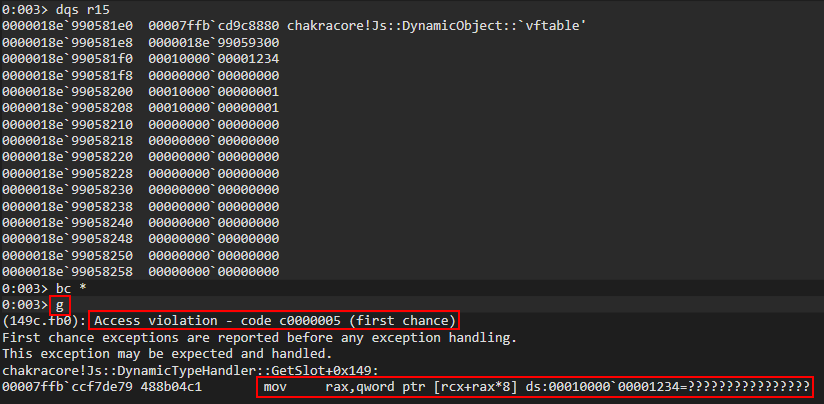 0:003> dqs r15
0000018e`990581e0  00007ffb`cd9c8880 chakracore!Js::DynamicObject::`vftable'
0000018e`990581e8  0000018e`99059300
0000018e`990581f0  00010000`00001234
0000018e`990581f8  00000000`00000000
0000018e`99058200  00010000`00000001
0000018e`99058208  00010000`00000001
0000018e`99058210  00000000`00000000
0000018e`99058218  00000000`00000000
0000018e`99058220  00000000`00000000
0000018e`99058228  00000000`00000000
0000018e`99058230  00000000`00000000
0000018e`99058238  00000000`00000000
0000018e`99058240  00000000`00000000
0000018e`99058248  00000000`00000000
0000018e`99058250  00000000`00000000
0000018e`99058258  00000000`00000000
0:003> bc *
0:003> g
(149c.fb0): Access violation - code c0000005 (first chance)
First chance exceptions are reported before any exception handling.
This exception may be expected and handled.
chakracore!Js::DynamicTypeHandler::GetSlot+0x149:
00007ffb`ccf7de79 488b04c1        mov     rax,qword ptr [rcx+rax*8] ds:00010000`00001234=????????????????